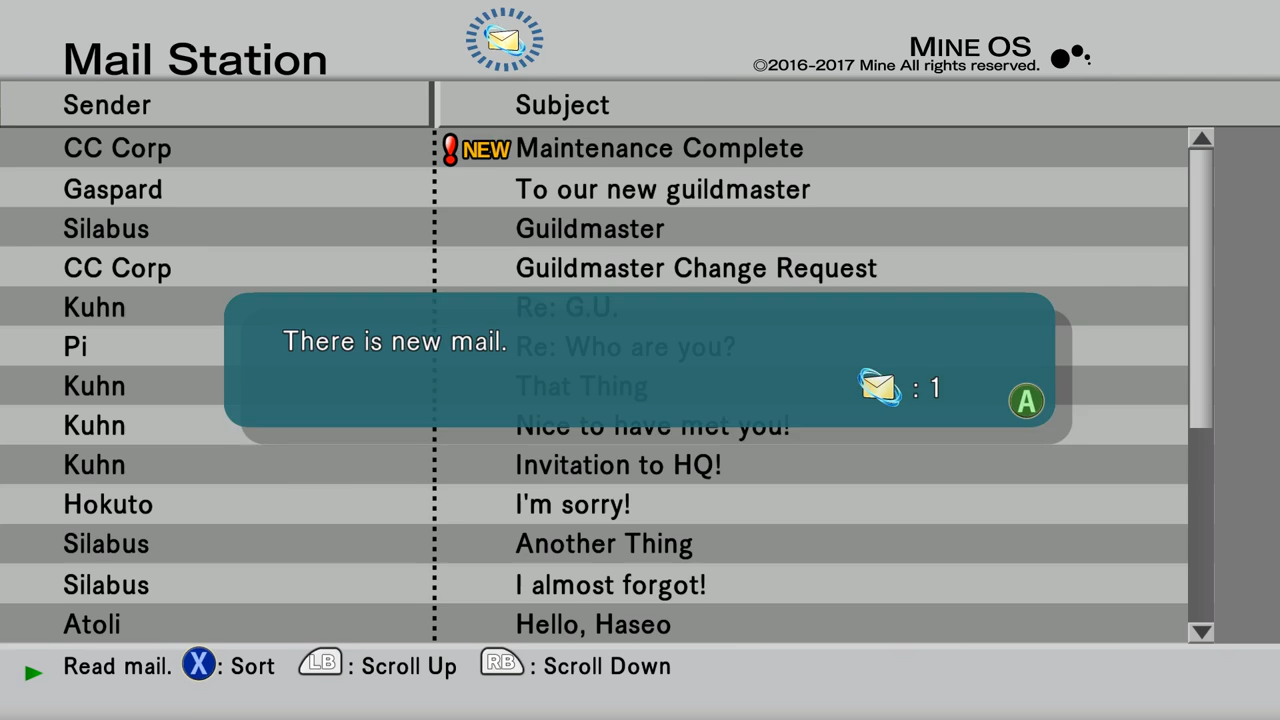 Mail Station
MINE OS
©2016-2017 Mine All rights reserved.
Sender Subject
CC Corp NEW Maintenance Complete
Gaspard To our new guildmaster
Silabus Guildmaster
CC Corp Guildmaster Change Request
Kuhn Re: G.U.
There is new mail.
Pi Re: Who are you?
Kuhn That Thing
: 1
A
Kuhn Nice to have met you!
Kuhn Invitation to HQ!
Hokuto I'm sorry!
Silabus Another Thing
Silabus I almost forgot!
Atoli Hello, Haseo
Read mail. X : Sort LB : Scroll Up RB : Scroll Down